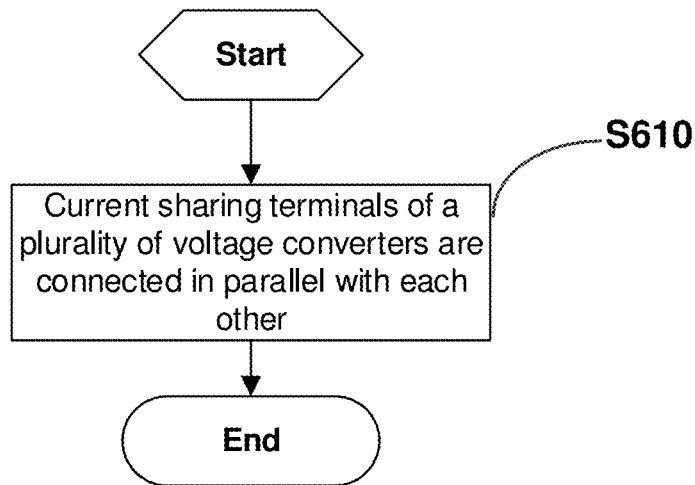 Start
S610
Current sharing terminals of a
plurality of voltage converters are
connected in parallel with each
other
End